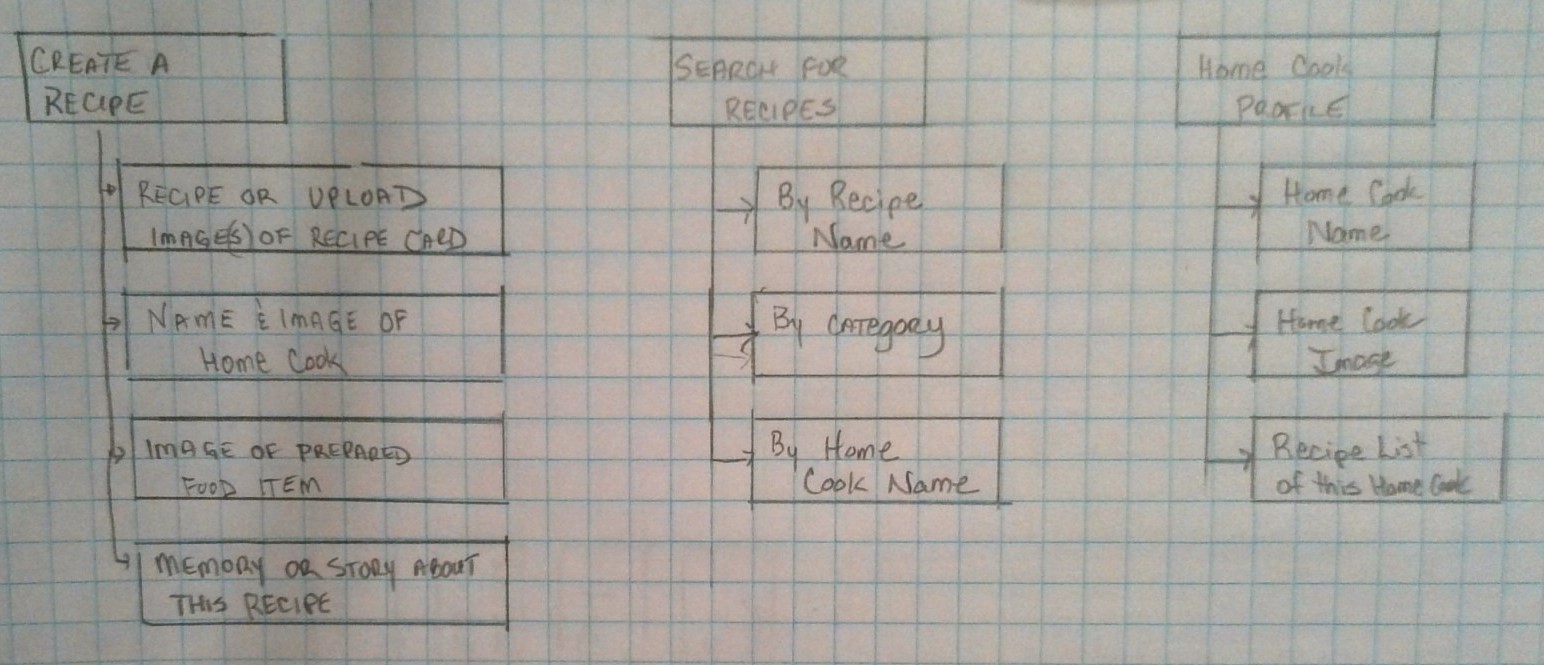 CREATE A
RECIPE
RECIPE OR UPLOAD
IMAGE(S) OF RECIPE CARD
NAME & IMAGE OF
Home Cook
IMAGE OF PREPARED
FOOD ITEM
MEMORY OR STORY ABOUT
THIS RECIPE
SEARCH FOR
RECIPES
By Recipe
Name
By CATEgory
By Home
Cook Name
Home Cook
PROFILE
Home Cook
Name
Home Cook
Image
Recipe List
of this Home Cook